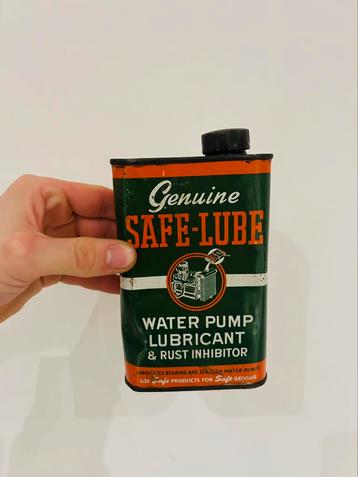 Genuine
SAFE-LUBE
WATER PUMP
LUBRICANT
& RUST INHIBITOR
LUBRICATES BEARING AND SEALS ON WATER PUMPS
USE Safe PRODUCTS FOR Safe DRIVING